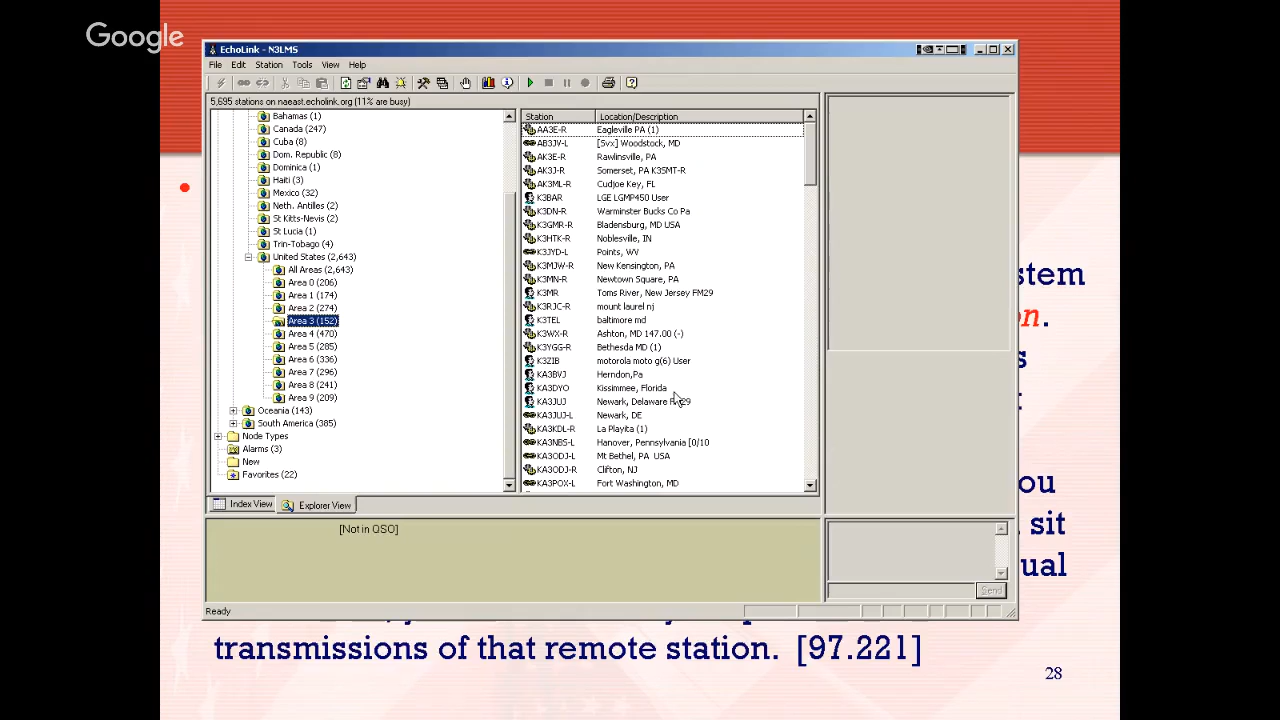 Google
EchoLink - N3LMS
File Edit Station Tools View Help
5,695 stations on naeast.echolink.org (11% are busy)
Bahamas (1)
Canada (247)
Cuba (8)
Dom. Republic (8)
Dominica (1)
Haiti (3)
Mexico (32)
Neth. Antilles (2)
St Kitts-Nevis (2)
St Lucia (1)
Trin-Tobago (4)
United States (2,643)
All Areas (2,643)
Area 0 (206)
Area 1 (174)
Area 2 (274)
Area 3 (152)
Area 4 (470)
Area 5 (285)
Area 6 (336)
Area 7 (296)
Area 8 (241)
Area 9 (209)
Oceania (143)
South America (385)
Node Types
Alarms (3)
New
Favorites (22)
Index View Explorer View
Station Location/Description
AA3E-R Eagleville PA (1)
AB3JV-L [Svx] Woodstock, MD
AK3E-R Rawlinsville, PA
AK3J-R Somerset, PA K3SMT-R
AK3ML-R Cudjoe Key, FL
K3BAR LGE LGMP450 User
K3DN-R Warminster Bucks Co Pa
K3GMR-R Bladensburg, MD USA
K3HTK-R Noblesville, IN
K3JYD-L Points, WV
K3MJW-R New Kensington, PA
K3MN-R Newtown Square, PA
K3MR Toms River, New Jersey FM29
K3RJC-R mount laurel nj
K3TEL baltimore md
K3WX-R Ashton, MD 147.00 (-)
K3YGG-R Bethesda MD (1)
K3ZIB motorola moto g(6) User
KA3BVJ Herndon,Pa
KA3DYO Kissimmee, Florida
KA3JUJ Newark, Delaware FM29
KA3JUJ-L Newark, DE
KA3KDL-R La Playita (1)
KA3NBS-L Hanover, Pennsylvania [0/10
KA3ODJ-L Mt Bethel, PA USA
KA3ODJ-R Clifton, NJ
KA3POX-L Fort Washington, MD
[Not in QSO]
Send
Ready
stem
on.
s
t
ou
sit
ual
transmissions of that remote station. [97.221]
28